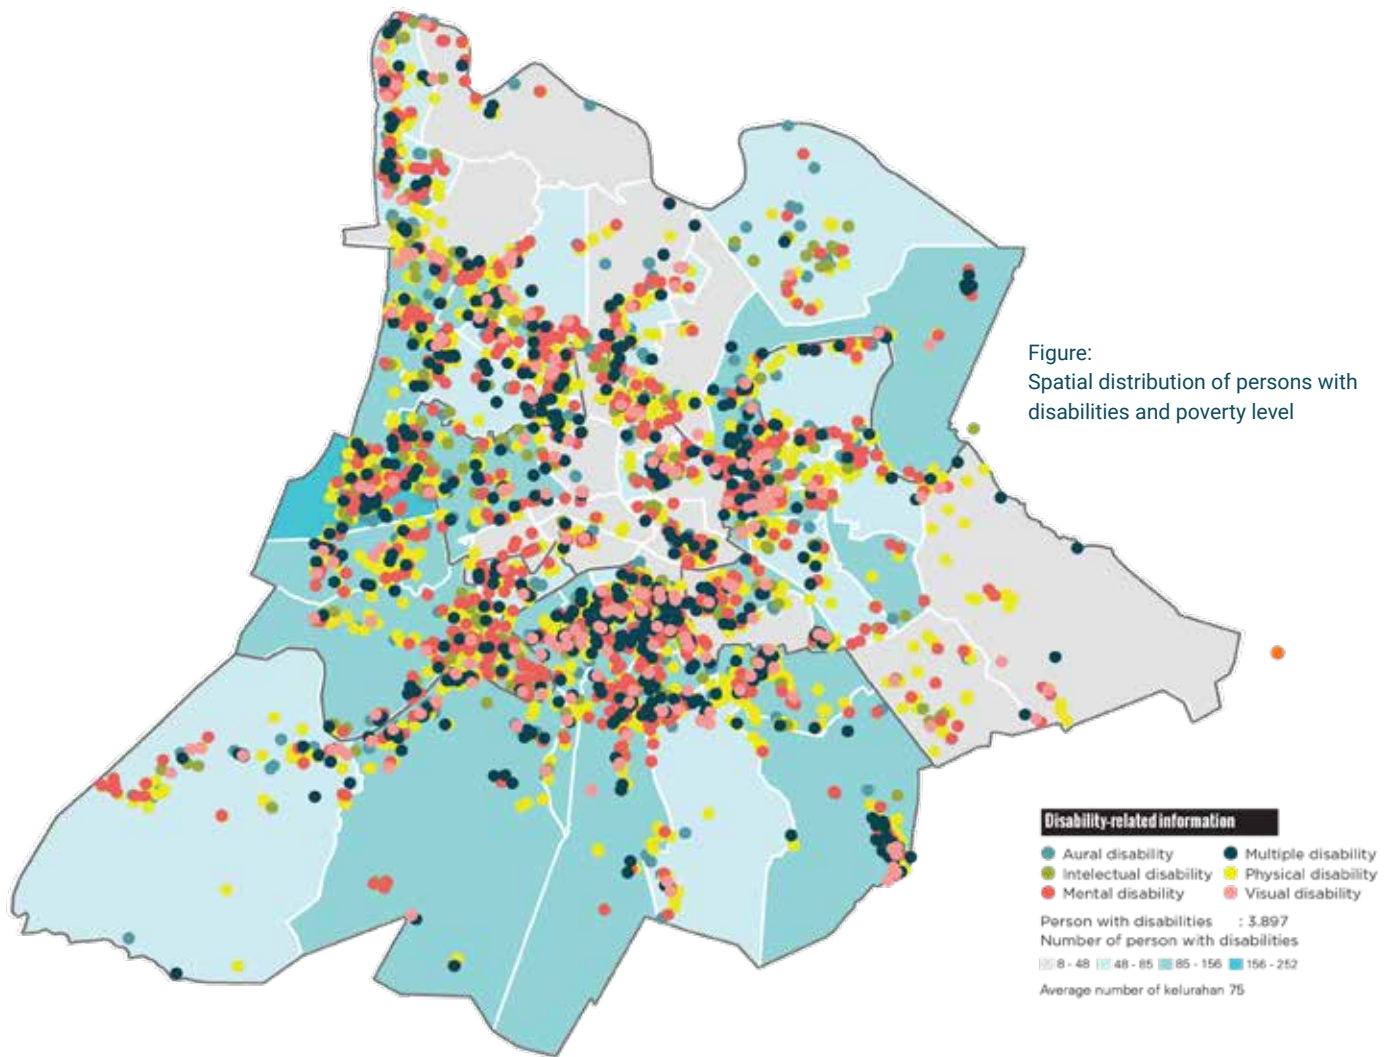 Figure:
Spatial distribution of persons with
disabilities and poverty level
Disability-related information
Aural disability
Multiple disability
Intelectual disability
Physical disability
Mental disability
Visual disability
Person with disabilities : 3.897
Number of person with disabilities
8 - 48 48 - 85 85 - 156 156 - 252
Average number of kelurahan 75